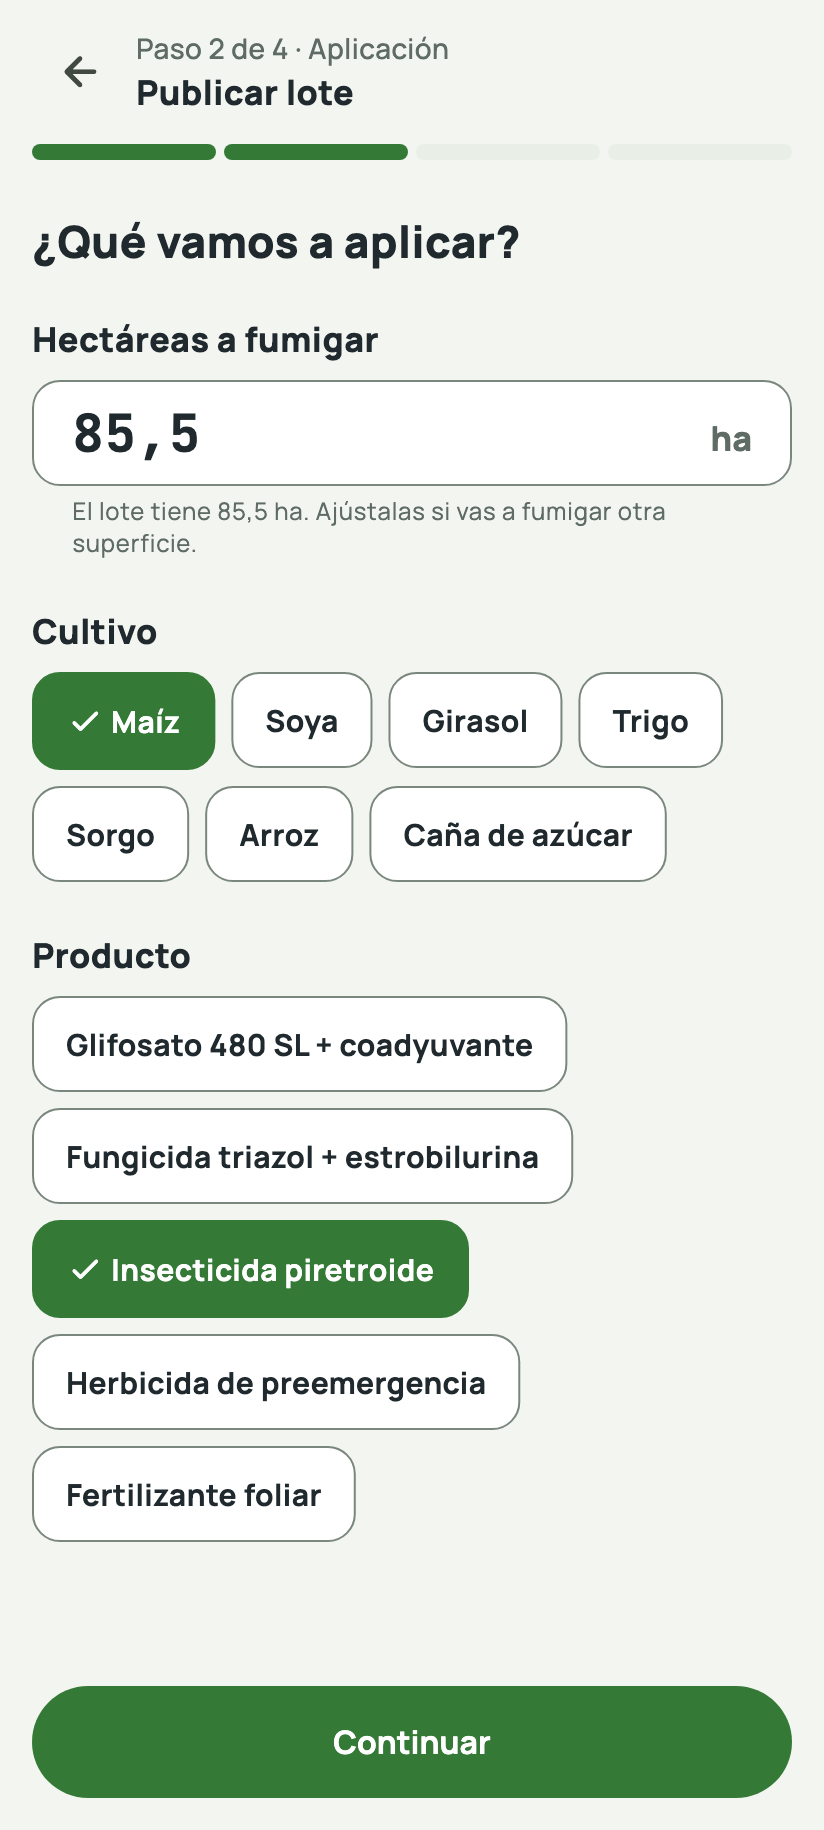 Paso 2 de 4 · Aplicación
Publicar lote
¿Qué vamos a aplicar?
Hectáreas a fumigar
85,5 ha
El lote tiene 85,5 ha. Ajústalas si vas a fumigar otra
superficie.
Cultivo
Maíz Soya Girasol Trigo
Sorgo Arroz Caña de azúcar
Producto
Glifosato 480 SL + coadyuvante
Fungicida triazol + estrobilurina
Insecticida piretroide
Herbicida de preemergencia
Fertilizante foliar
Continuar